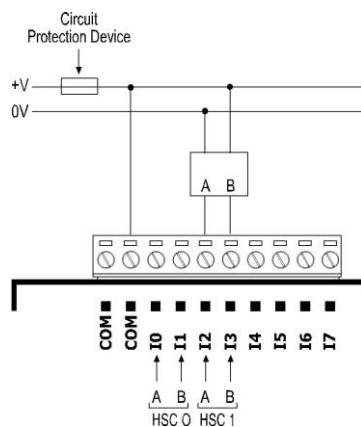 Circuit
Protection Device
+V
0V
A B
COM COM I0 I1 I2 I3 I4 I5 I6 I7
A B A B
HSC 0 HSC 1